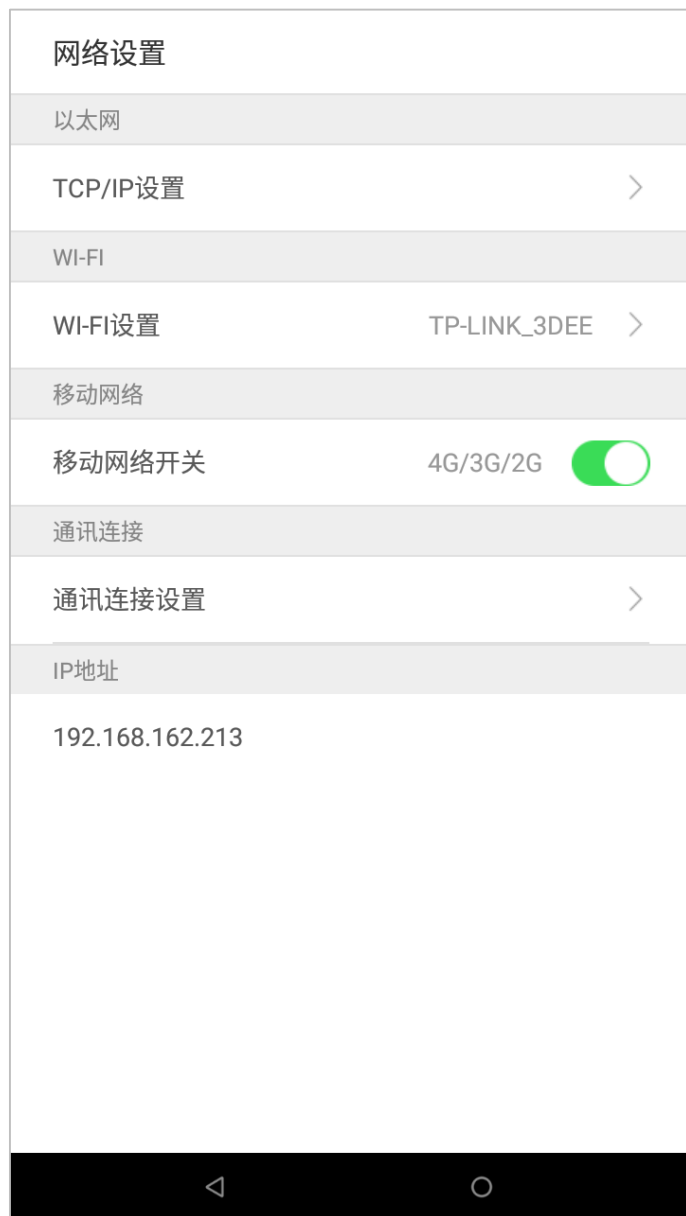 网络设置
以太网
TCP/IP设置
WI-FI
WI-FI设置 TP-LINK_3DEE
移动网络
移动网络开关 4G/3G/2G
通讯连接
通讯连接设置
IP地址
192.168.162.213